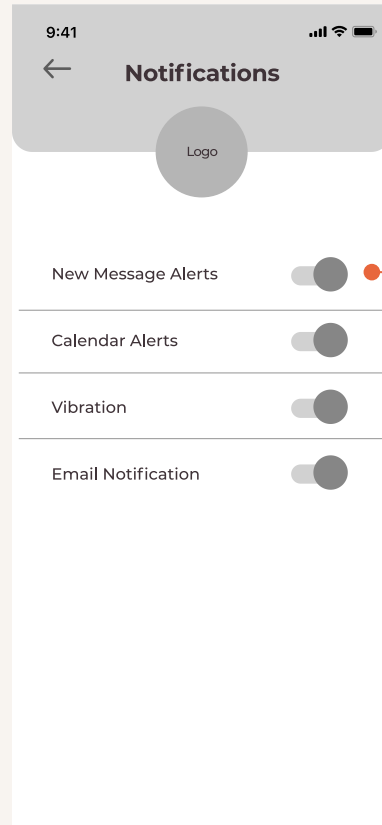 9:41
Notifications
Logo
New Message Alerts
Calendar Alerts
Vibration
Email Notification